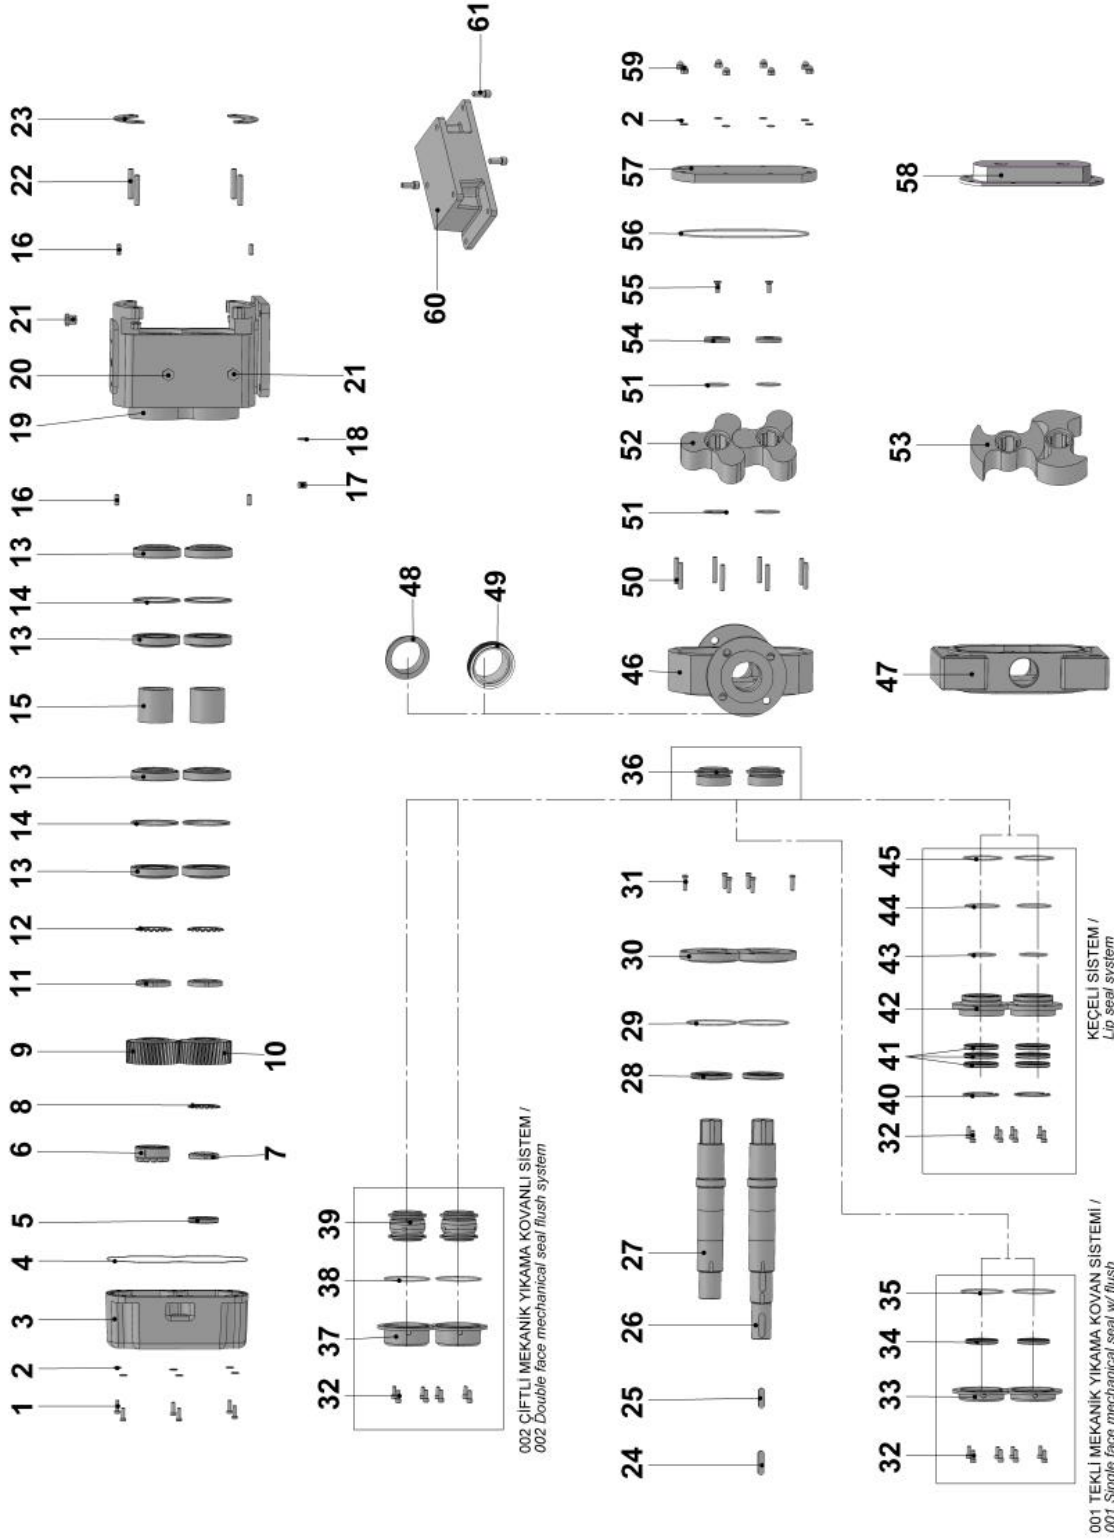 1 2 3 4 5 6 8 9 11 12 13 14 13 15 13 14 13 16 19 20 21 16 22 23
7 10
32 37 38 39
17 18 21
48
60
61
49
002 ÇİFTLİ MEKANİK YIKAMA KOVANLI SİSTEM /
002 Double face mechanical seal flush system
24 25 26 27 28 29 30 31 36 46 50 51 52 51 54 55 56 57 2 59
32 33 34 35 32 40 41 42 43 44 45 47 53 58
001 TEKLİ MEKANİK YIKAMA KOVAN SİSTEMİ /
001 Single face mechanical seal w/ flush
KEÇELİ SİSTEM /
Lip seal system